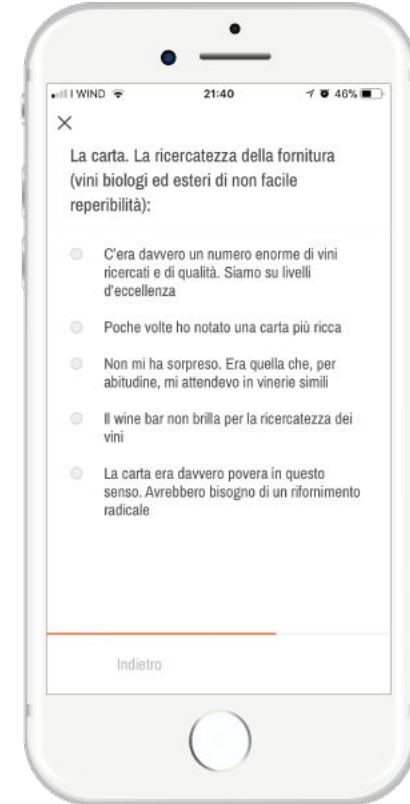 WIND 21:40 46%
La carta. La ricercatezza della fornitura
(vini biologi ed esteri di non facile
reperibilità):
C'era davvero un numero enorme di vini
ricercati e di qualità. Siamo su livelli
d'eccellenza
Poche volte ho notato una carta più ricca
Non mi ha sorpreso. Era quella che, per
abitudine, mi attendevo in vinerie simili
Il wine bar non brilla per la ricercatezza dei
vini
La carta era davvero povera in questo
senso. Avrebbero bisogno di un rifornimento
radicale
Indietro